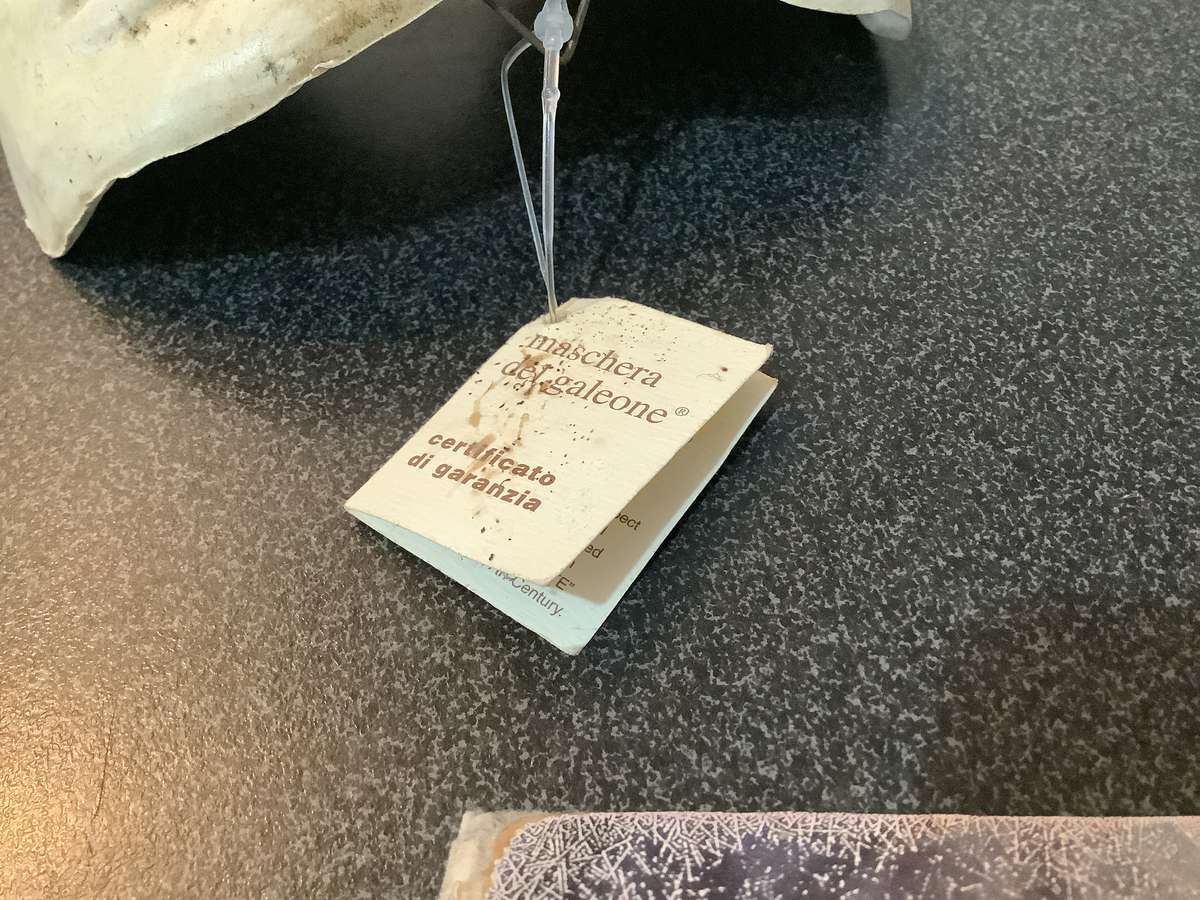 maschera
del galeone ®
certificato
di garanzia
Century.